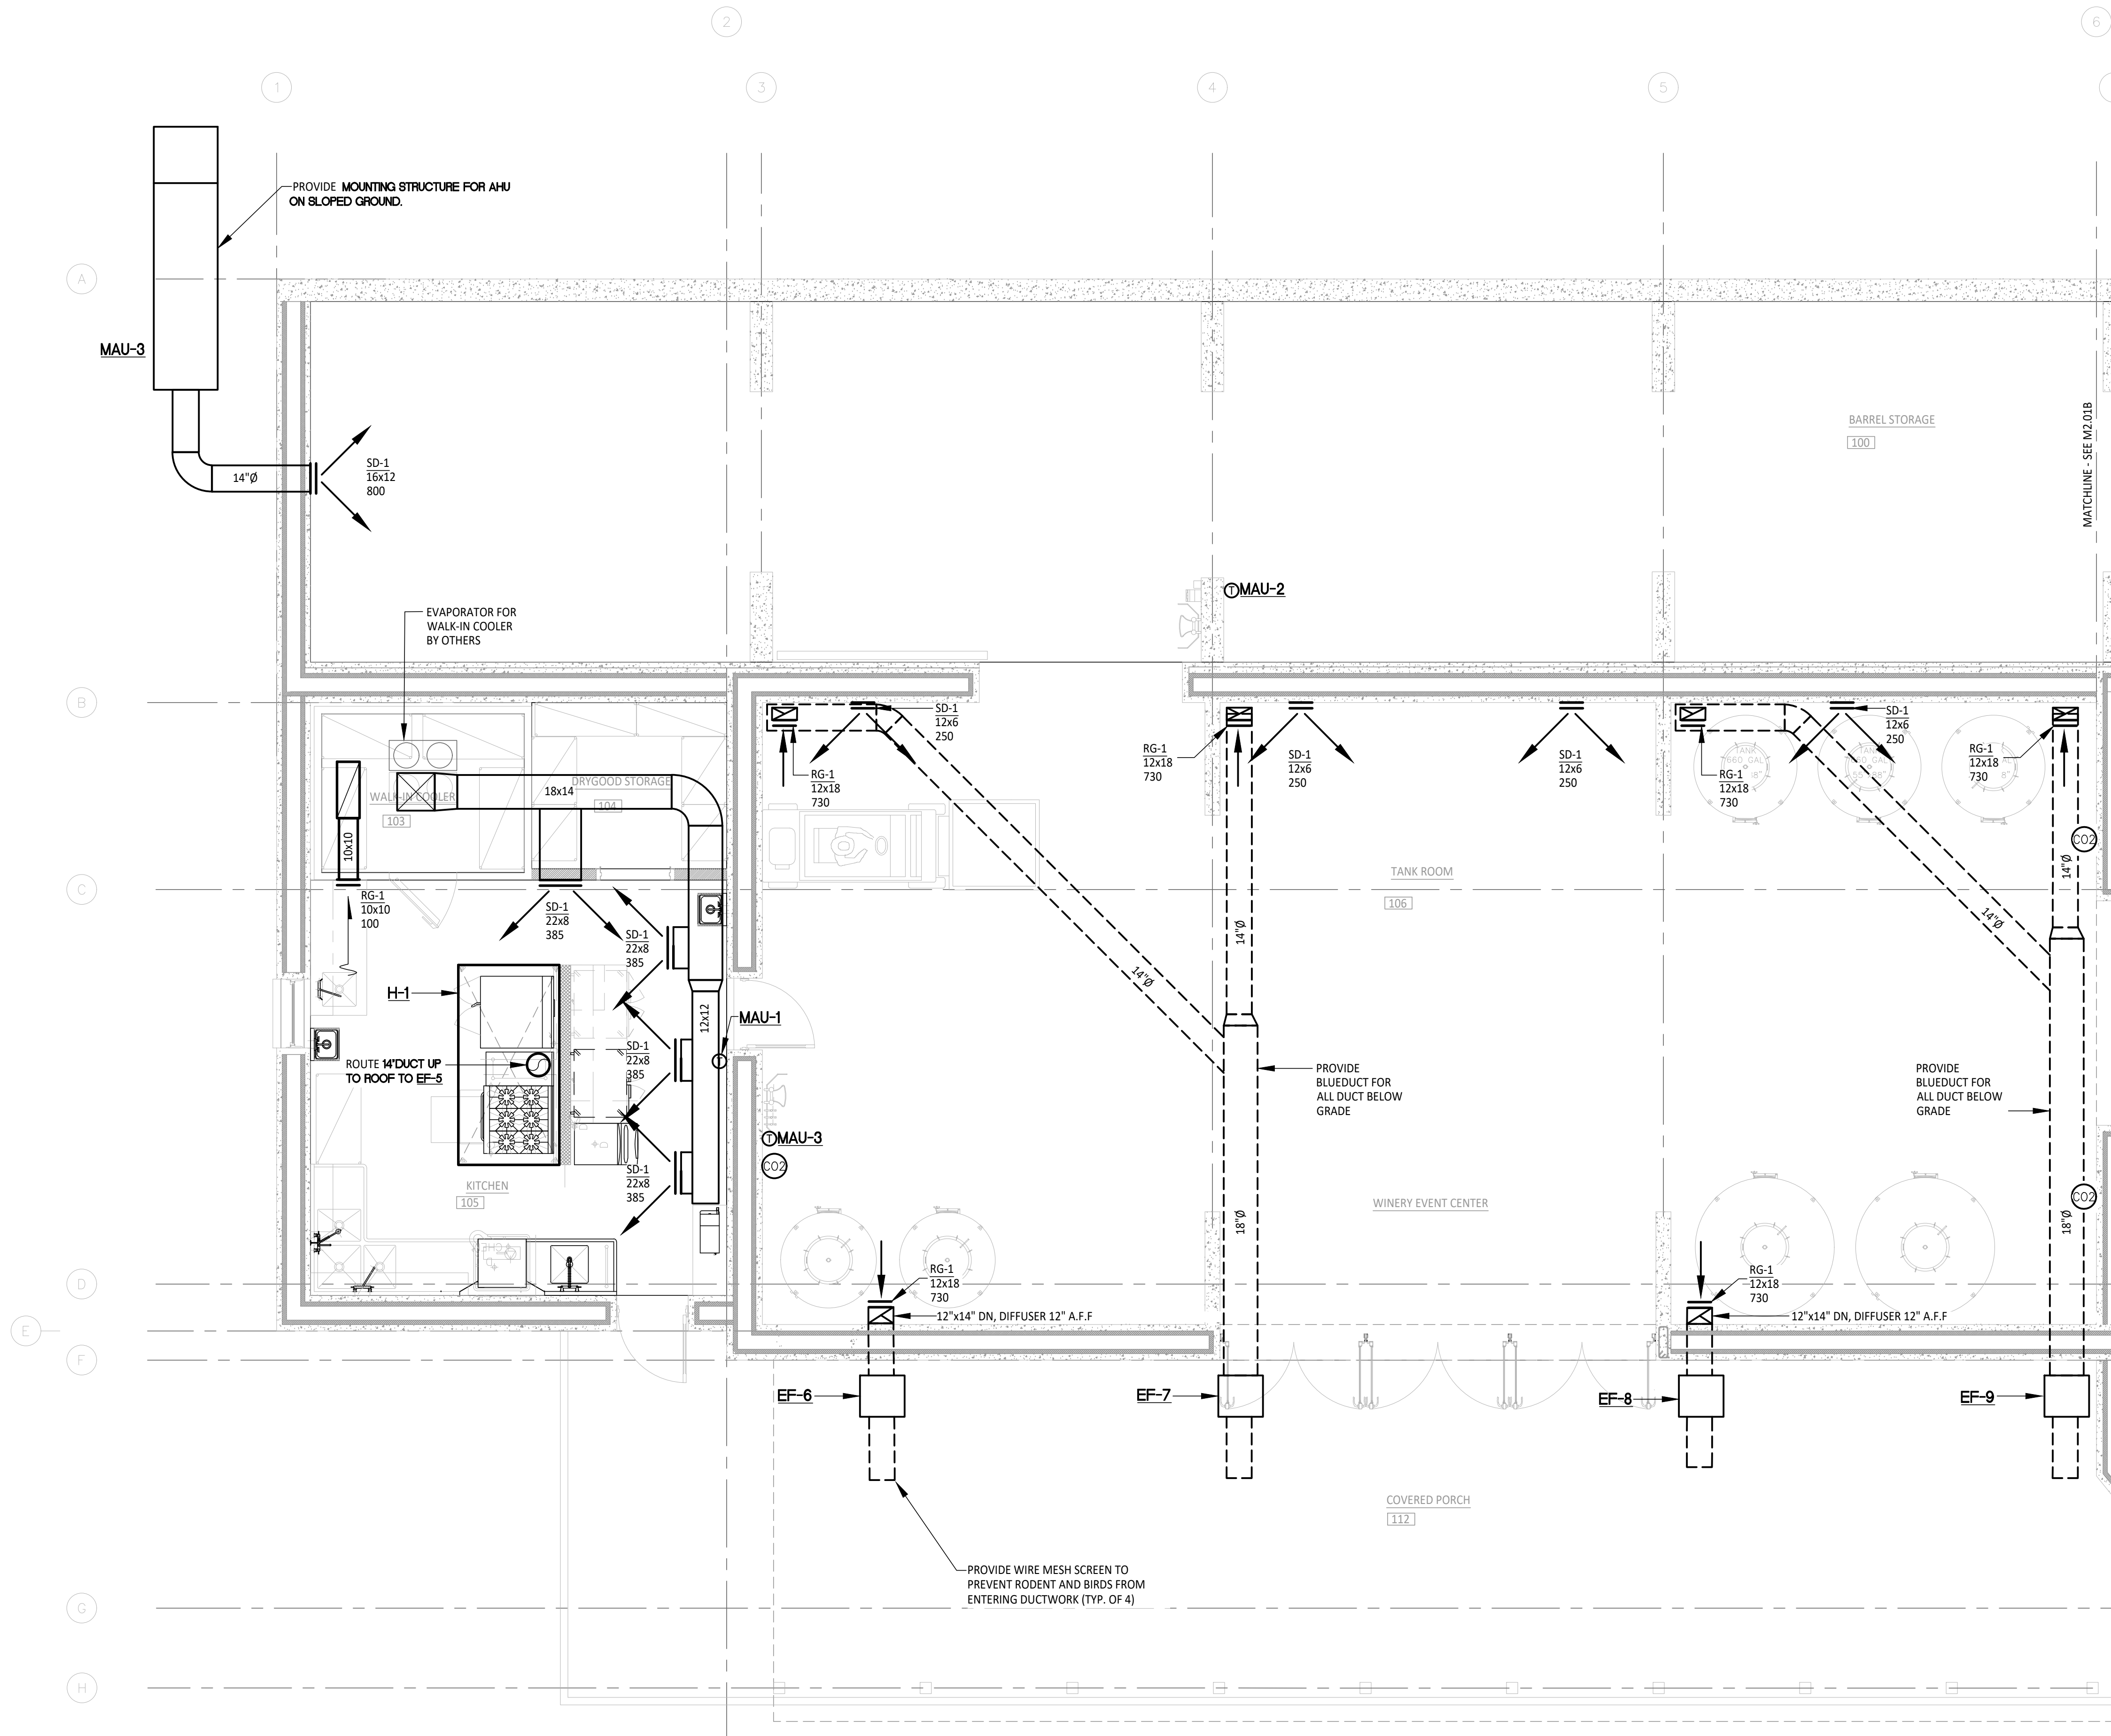 2
6
1
3
4
5
PROVIDE MOUNTING STRUCTURE FOR AHU
ON SLOPED GROUND.
A
MAU-3
14"Ø
SD-1
16x12
800
BARREL STORAGE
100
MATCHLINE - SEE M2.01B
EVAPORATOR FOR
WALK-IN COOLER
BY OTHERS
T MAU-2
B
SD-1
12x6
250
RG-1
12x18
730
RG-1
12x18
730
SD-1
12x6
250
SD-1
12x6
250
SD-1
12x6
250
RG-1
12x18
730
RG-1
12x18
730
TANK
660 GAL
WALK-IN COOLER
103
DRYGOOD STORAGE
104
18x14
10x10
RG-1
10x10
100
C
SD-1
22x8
385
SD-1
22x8
385
TANK ROOM
106
CO2
14"Ø
14"Ø
14"Ø
14"Ø
H-1
12x12
MAU-1
T
ROUTE 14"DUCT UP
TO ROOF TO EF-5
SD-1
22x8
385
PROVIDE
BLUEDUCT FOR
ALL DUCT BELOW
GRADE
PROVIDE
BLUEDUCT FOR
ALL DUCT BELOW
GRADE
T MAU-3
CO2
SD-1
22x8
385
KITCHEN
105
WINERY EVENT CENTER
18"Ø
CO2
18"Ø
D
RG-1
12x18
730
12"x14" DN, DIFFUSER 12" A.F.F
RG-1
12x18
730
12"x14" DN, DIFFUSER 12" A.F.F
E
F
EF-6
EF-7
EF-8
EF-9
COVERED PORCH
112
PROVIDE WIRE MESH SCREEN TO
PREVENT RODENT AND BIRDS FROM
ENTERING DUCTWORK (TYP. OF 4)
G
H